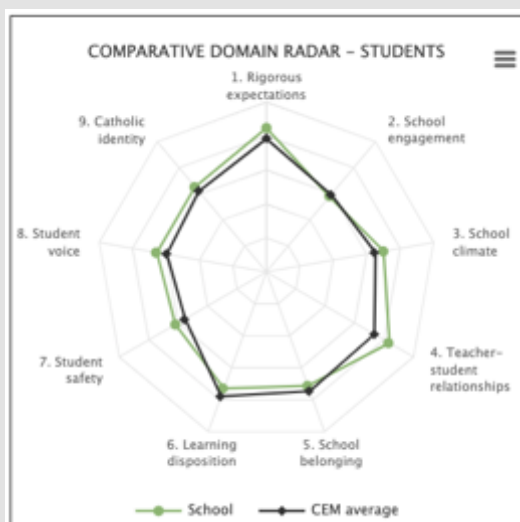 COMPARATIVE DOMAIN RADAR – STUDENTS
1. Rigorous
expectations
2. School
engagement
3. School
climate
4. Teacher–
student
relationships
5. School
belonging
6. Learning
disposition
7. Student
safety
8. Student
voice
9. Catholic
identity
School
CEM average